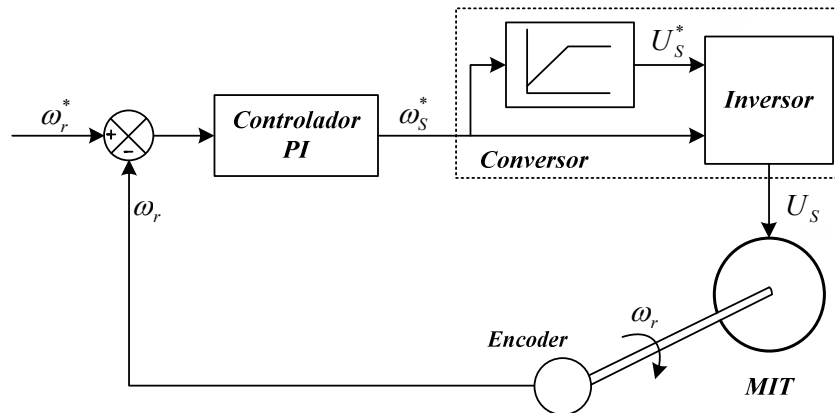 ω_r^*
+
-
Controlador
PI
ω_S^*
U_S^*
Inversor
Conversor
U_S
ω_r
ω_r
Encoder
MIT